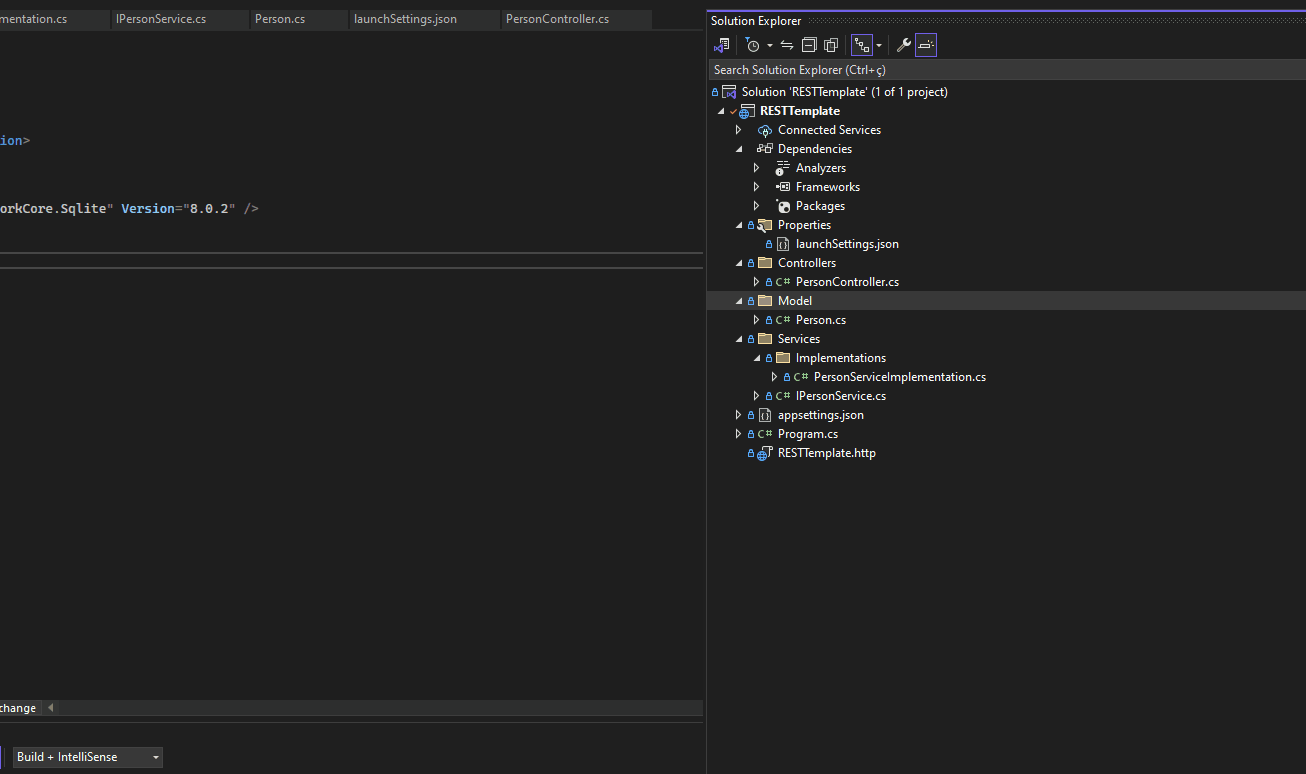 mentation.cs IPersonService.cs Person.cs launchSettings.json PersonController.cs
ion>
orkCore.Sqlite" Version="8.0.2" />
change
Build + IntelliSense
Solution Explorer
Search Solution Explorer (Ctrl+ç)
Solution 'RESTTemplate' (1 of 1 project)
RESTTemplate
Connected Services
Dependencies
Analyzers
Frameworks
Packages
Properties
launchSettings.json
Controllers
C# PersonController.cs
Model
C# Person.cs
Services
Implementations
C# PersonServiceImplementation.cs
C# IPersonService.cs
appsettings.json
C# Program.cs
RESTTemplate.http